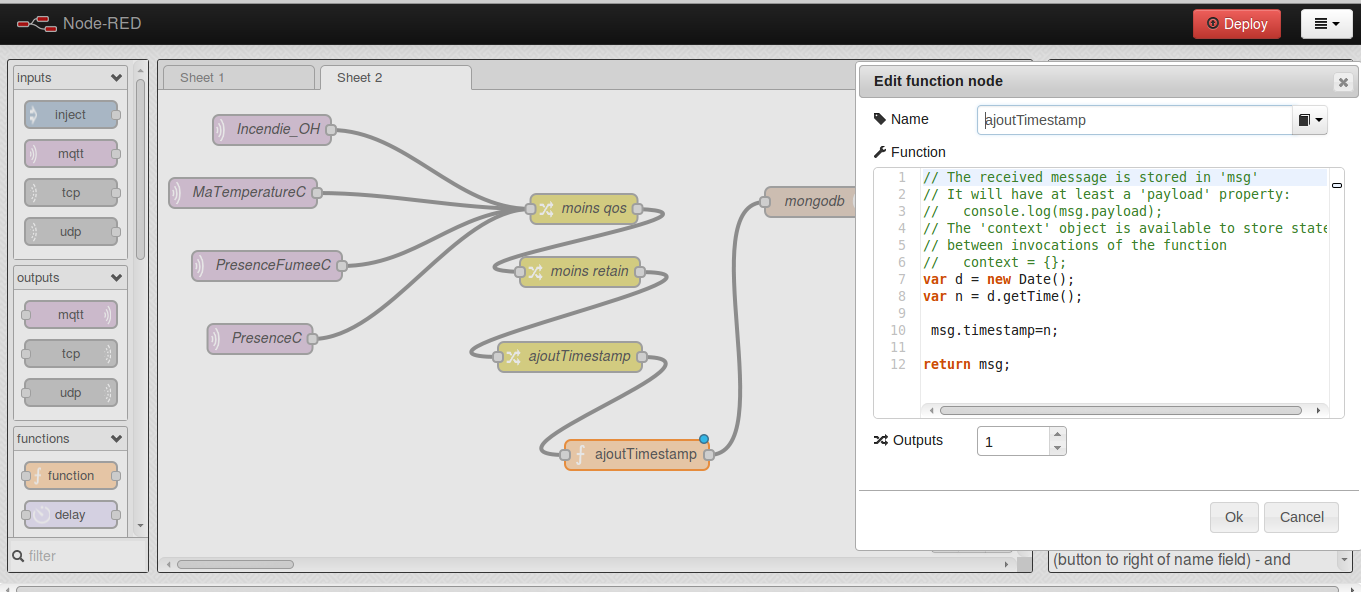 Node-RED
Deploy
inputs
inject
mqtt
tcp
udp
outputs
mqtt
tcp
udp
functions
function
delay
filter
Sheet 1
Sheet 2
Incendie_OH
MaTemperatureC
PresenceFumeeC
PresenceC
moins qos
moins retain
ajoutTimestamp
ajoutTimestamp
mongodb
Edit function node
Name
ajoutTimestamp
Function
1 // The received message is stored in 'msg'
2 // It will have at least a 'payload' property:
3 //   console.log(msg.payload);
4 // The 'context' object is available to store state
5 // between invocations of the function
6 //   context = {};
7 var d = new Date();
8 var n = d.getTime();
9
10  msg.timestamp=n;
11
12 return msg;
Outputs
1
Ok
Cancel
(button to right of name field) - and